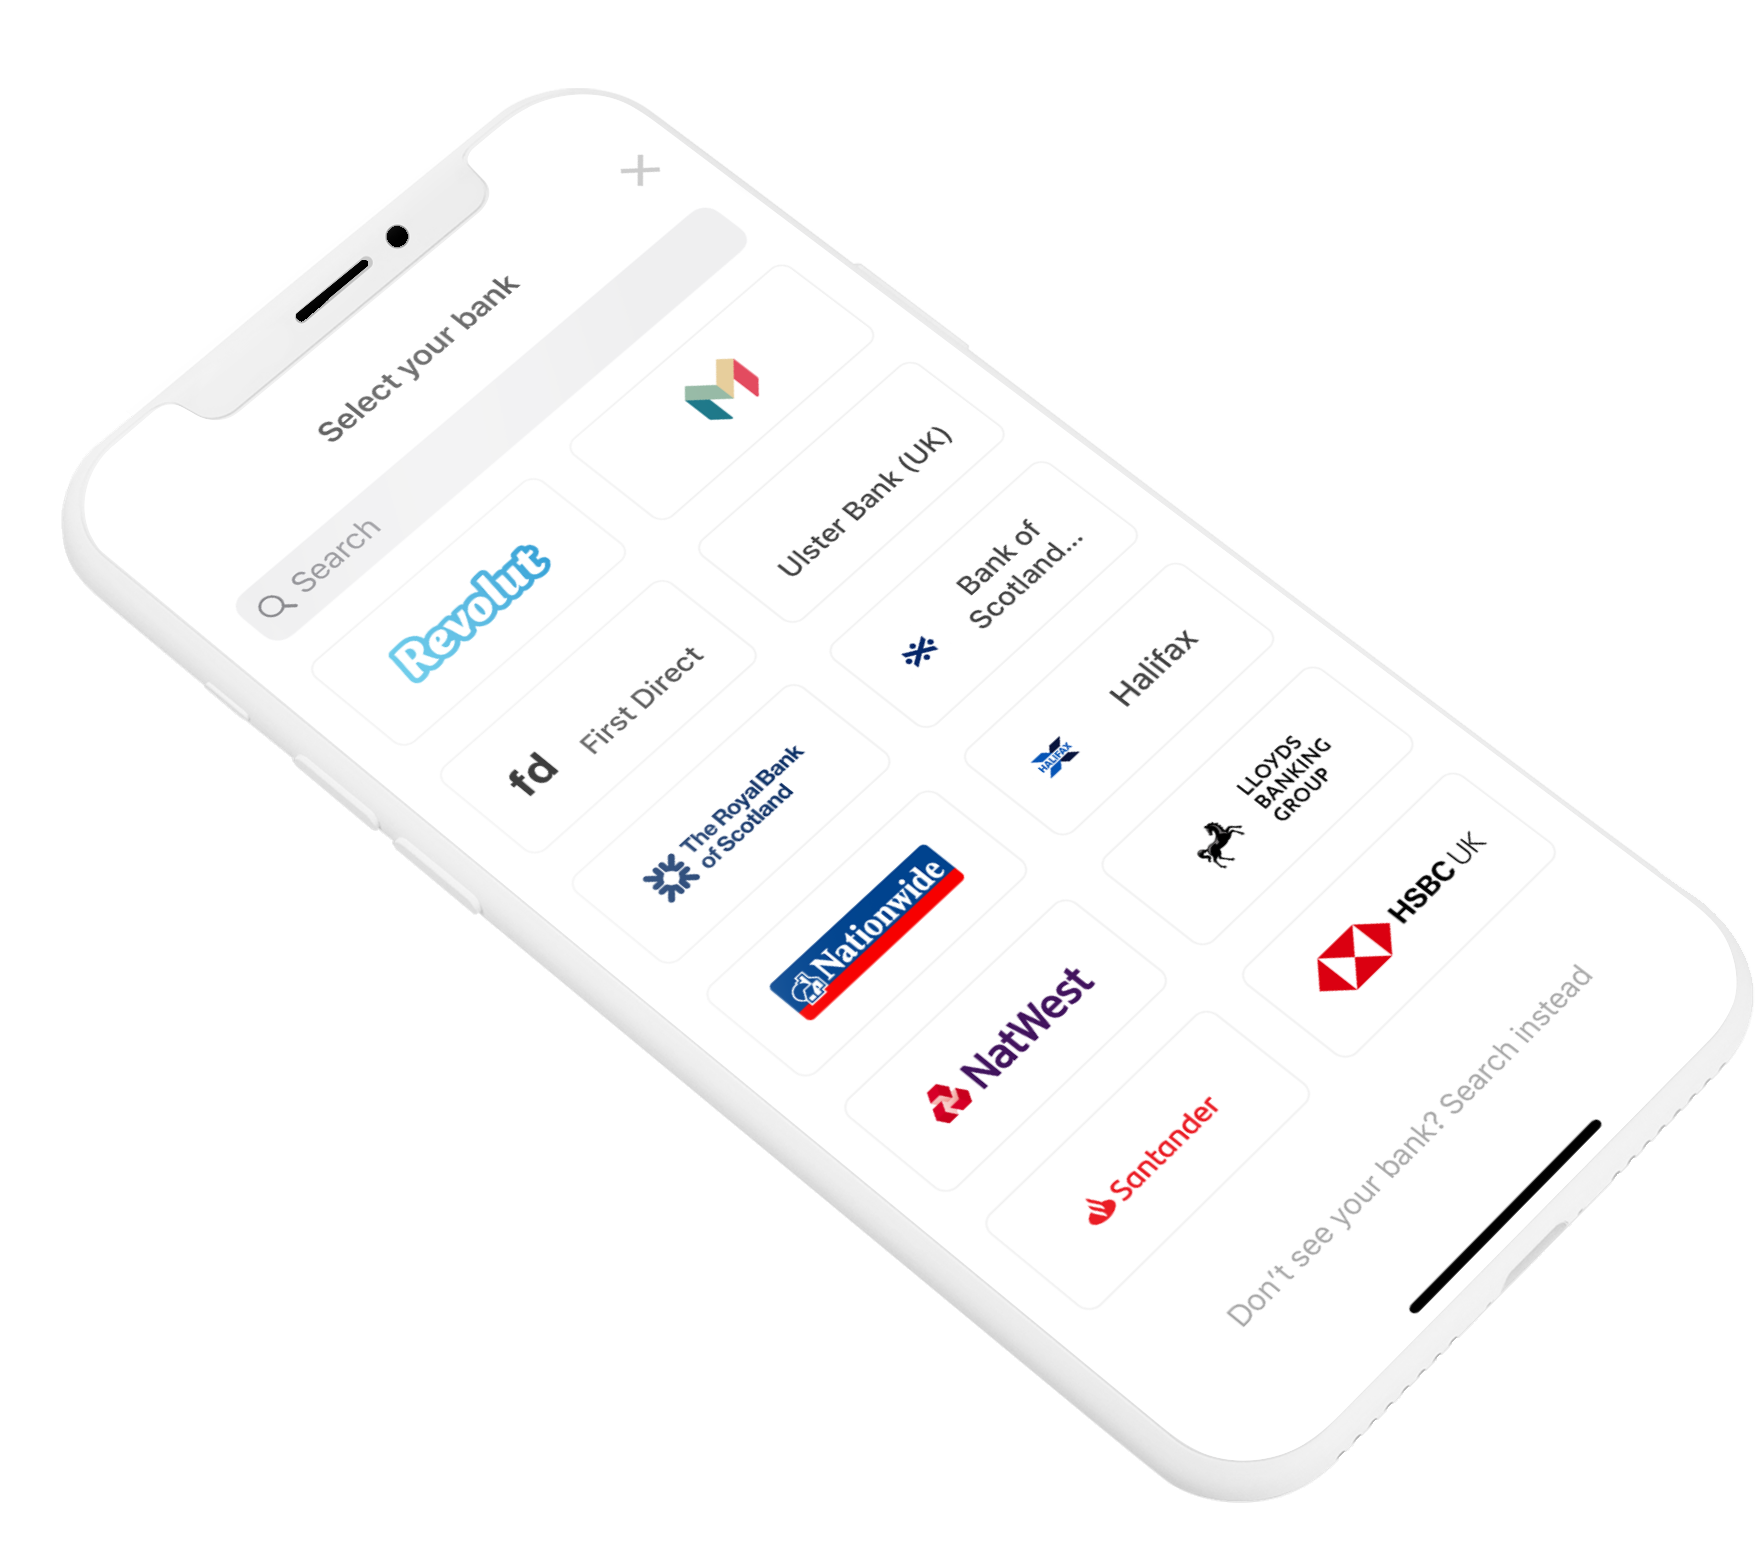 Select your bank
Search
Revolut
fd First Direct
Ulster Bank (UK)
The Royal Bank
of Scotland
Bank of
Scotland...
Nationwide
HALIFAX
Halifax
NatWest
LLOYDS
BANKING
GROUP
Santander
HSBC UK
Don't see your bank? Search instead